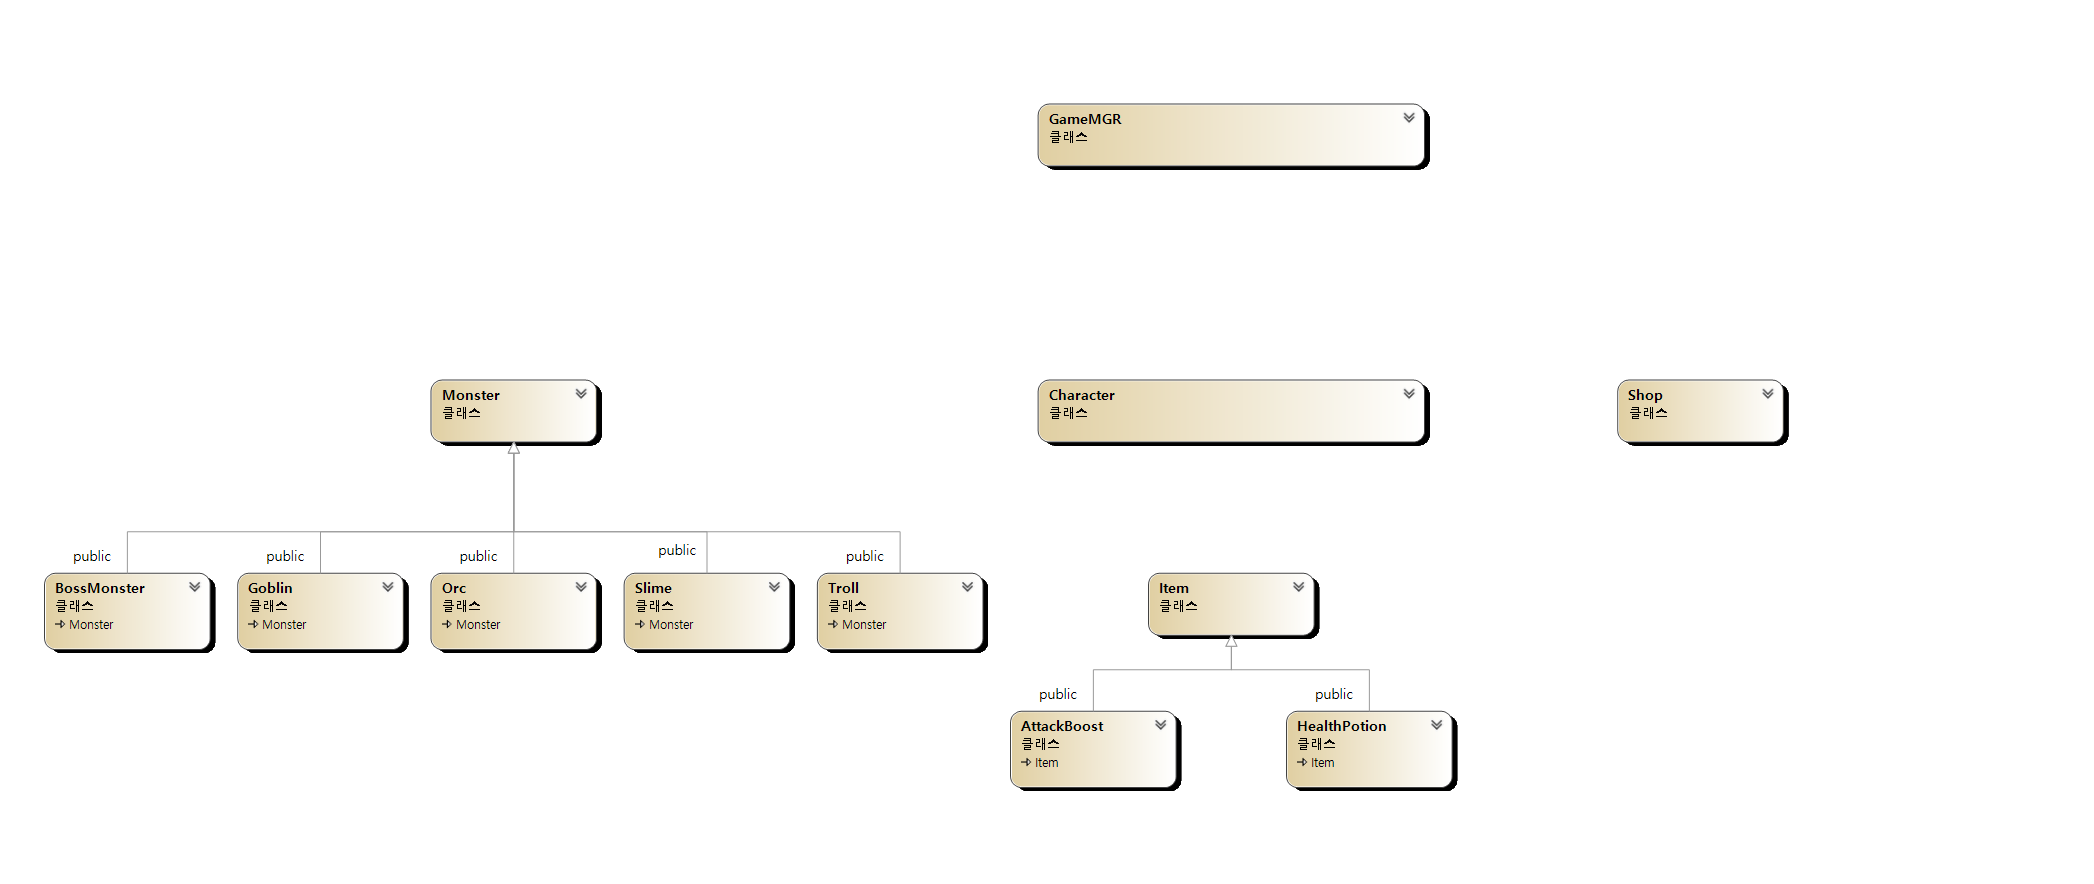 GameMGR
클래스
Monster
클래스
Character
클래스
Shop
클래스
public
public
public
public
public
BossMonster
클래스
Monster
Goblin
클래스
Monster
Orc
클래스
Monster
Slime
클래스
Monster
Troll
클래스
Monster
Item
클래스
public
public
AttackBoost
클래스
Item
HealthPotion
클래스
Item